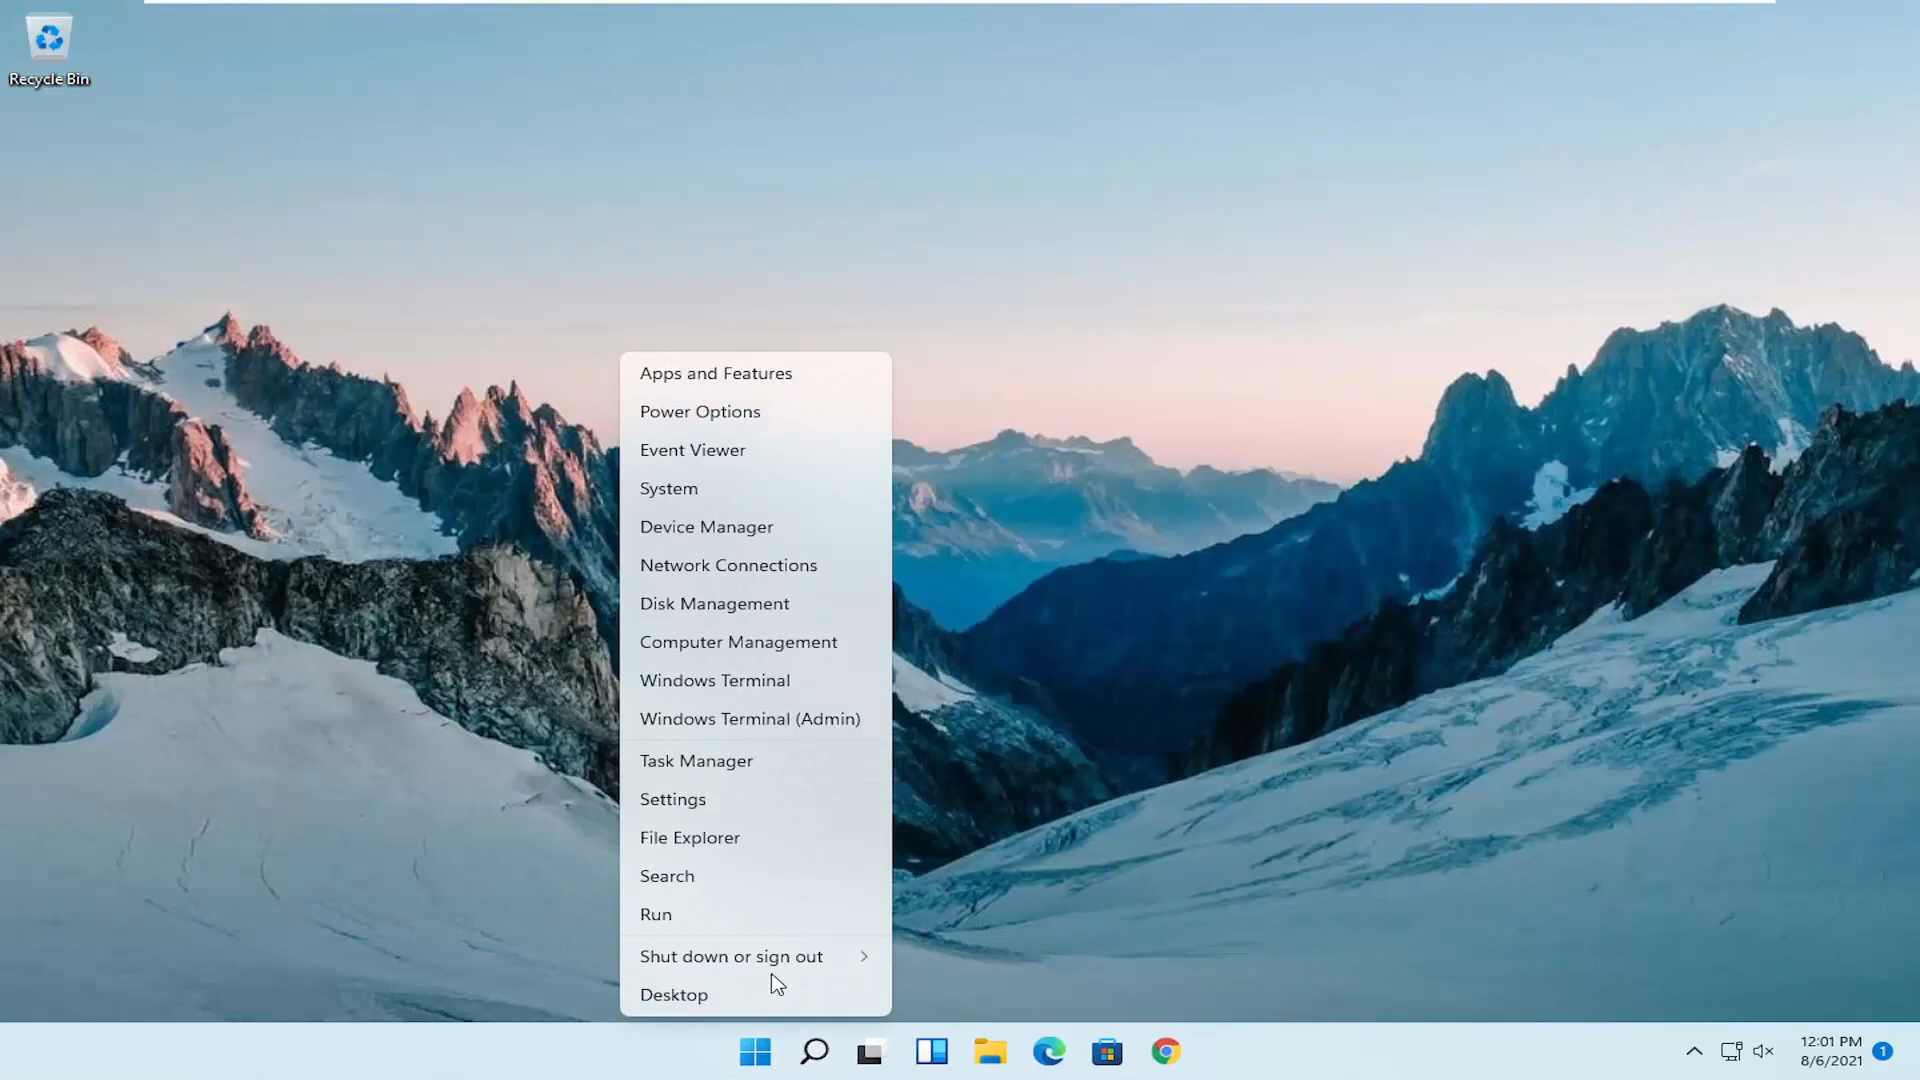 Recycle Bin
Apps and Features
Power Options
Event Viewer
System
Device Manager
Network Connections
Disk Management
Computer Management
Windows Terminal
Windows Terminal (Admin)
Task Manager
Settings
File Explorer
Search
Run
Shut down or sign out
Desktop
12:01 PM
8/6/2021
1